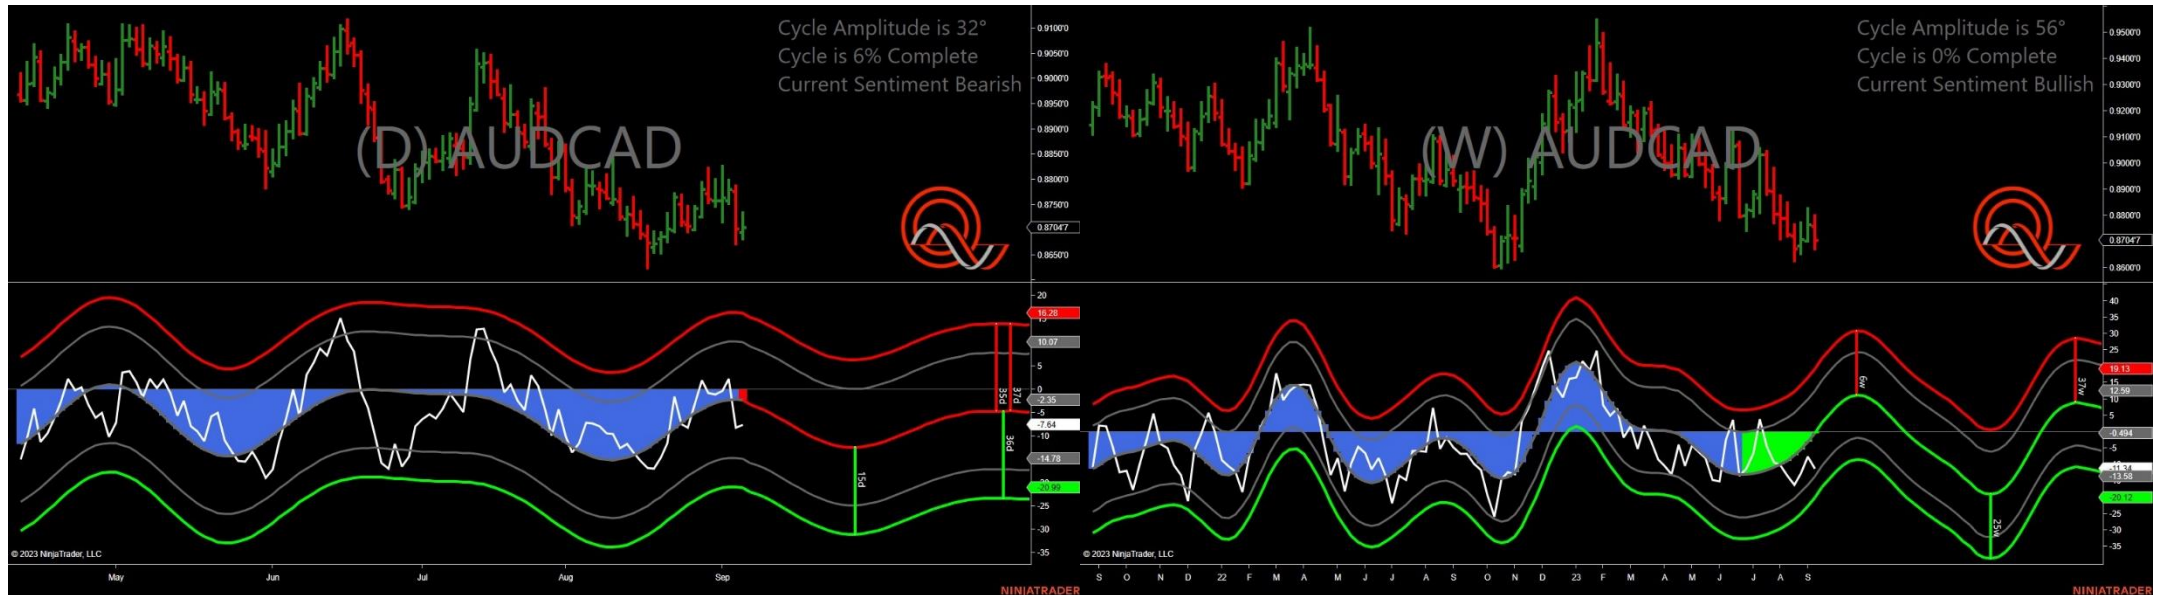 Cycle Amplitude is 32°
Cycle is 6% Complete
Current Sentiment Bearish
(D) AUDCAD
0.9100'0
0.9050'0
0.9000'0
0.8950'0
0.8900'0
0.8850'0
0.8800'0
0.8750'0
0.8704'7
0.8650'0
20
16.28
10.07
5
0
-2.35
-5
-7.64
-10
-14.78
-20.99
-25
-30
-35
35d
37d
36d
15d
© 2023 NinjaTrader, LLC
May Jun Jul Aug Sep
NINJATRADER
Cycle Amplitude is 56°
Cycle is 0% Complete
Current Sentiment Bullish
(W) AUDCAD
0.9500'0
0.9400'0
0.9300'0
0.9200'0
0.9100'0
0.9000'0
0.8900'0
0.8800'0
0.8704'7
0.8600'0
40
35
30
25
19.13
15
12.59
10
5
-0.494
-5
-11.34
-13.58
-20.12
-25
-30
-35
6w
37w
25w
© 2023 NinjaTrader, LLC
S O N D 22 F M A M J J A S O N D 23 F M A M J J A S
NINJATRADER